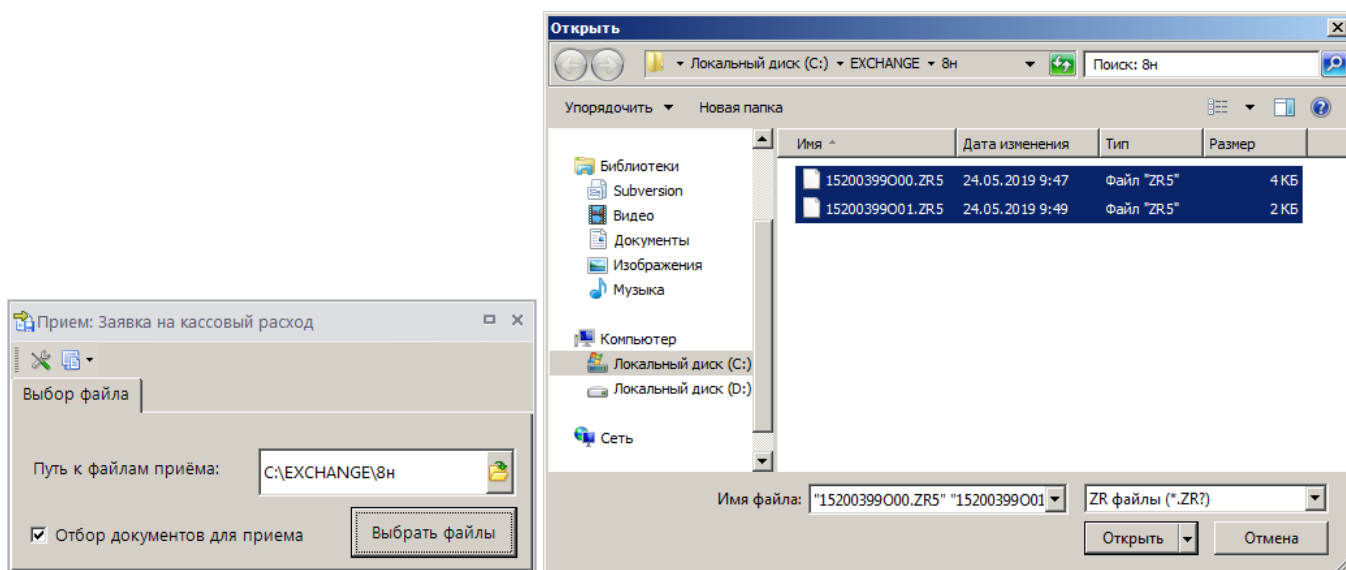 Прием: Заявка на кассовый расход
Выбор файла
Путь к файлам приёма:
C:\EXCHANGE\8н
Отбор документов для приема
Выбрать файлы
Открыть
Локальный диск (C:) EXCHANGE 8н
Поиск: 8н
Упорядочить
Новая папка
Библиотеки
Subversion
Видео
Документы
Изображения
Музыка
Компьютер
Локальный диск (C:)
Локальный диск (D:)
Сеть
Имя Дата изменения Тип Размер
15200399O00.ZR5 24.05.2019 9:47 Файл "ZR5" 4 КБ
15200399O01.ZR5 24.05.2019 9:49 Файл "ZR5" 2 КБ
Имя файла: "15200399O00.ZR5" "15200399O01
ZR файлы (*.ZR?)
Открыть
Отмена